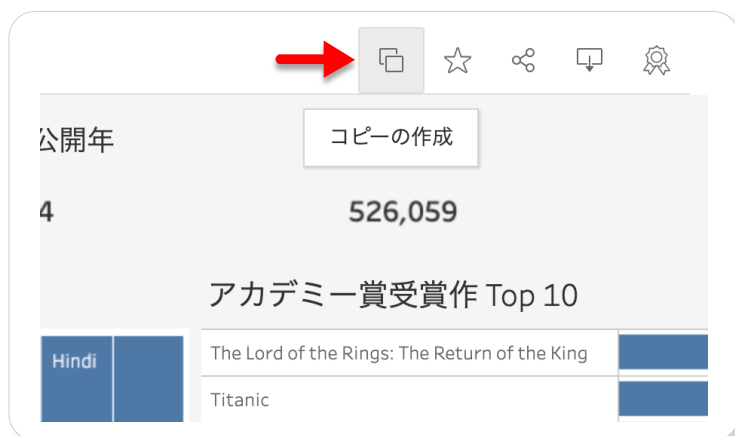 コピーの作成
公開年
4
526,059
アカデミー賞受賞作 Top 10
Hindi
The Lord of the Rings: The Return of the King
Titanic